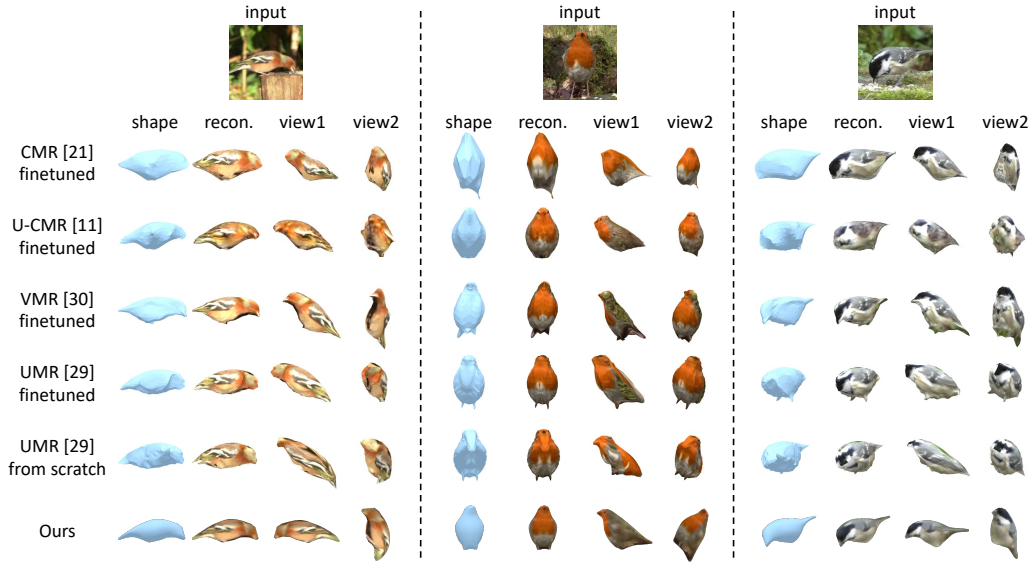 input input input
shape recon. view1 view2 shape recon. view1 view2 shape recon. view1 view2
CMR [21]
finetuned
U-CMR [11]
finetuned
VMR [30]
finetuned
UMR [29]
finetuned
UMR [29]
from scratch
Ours